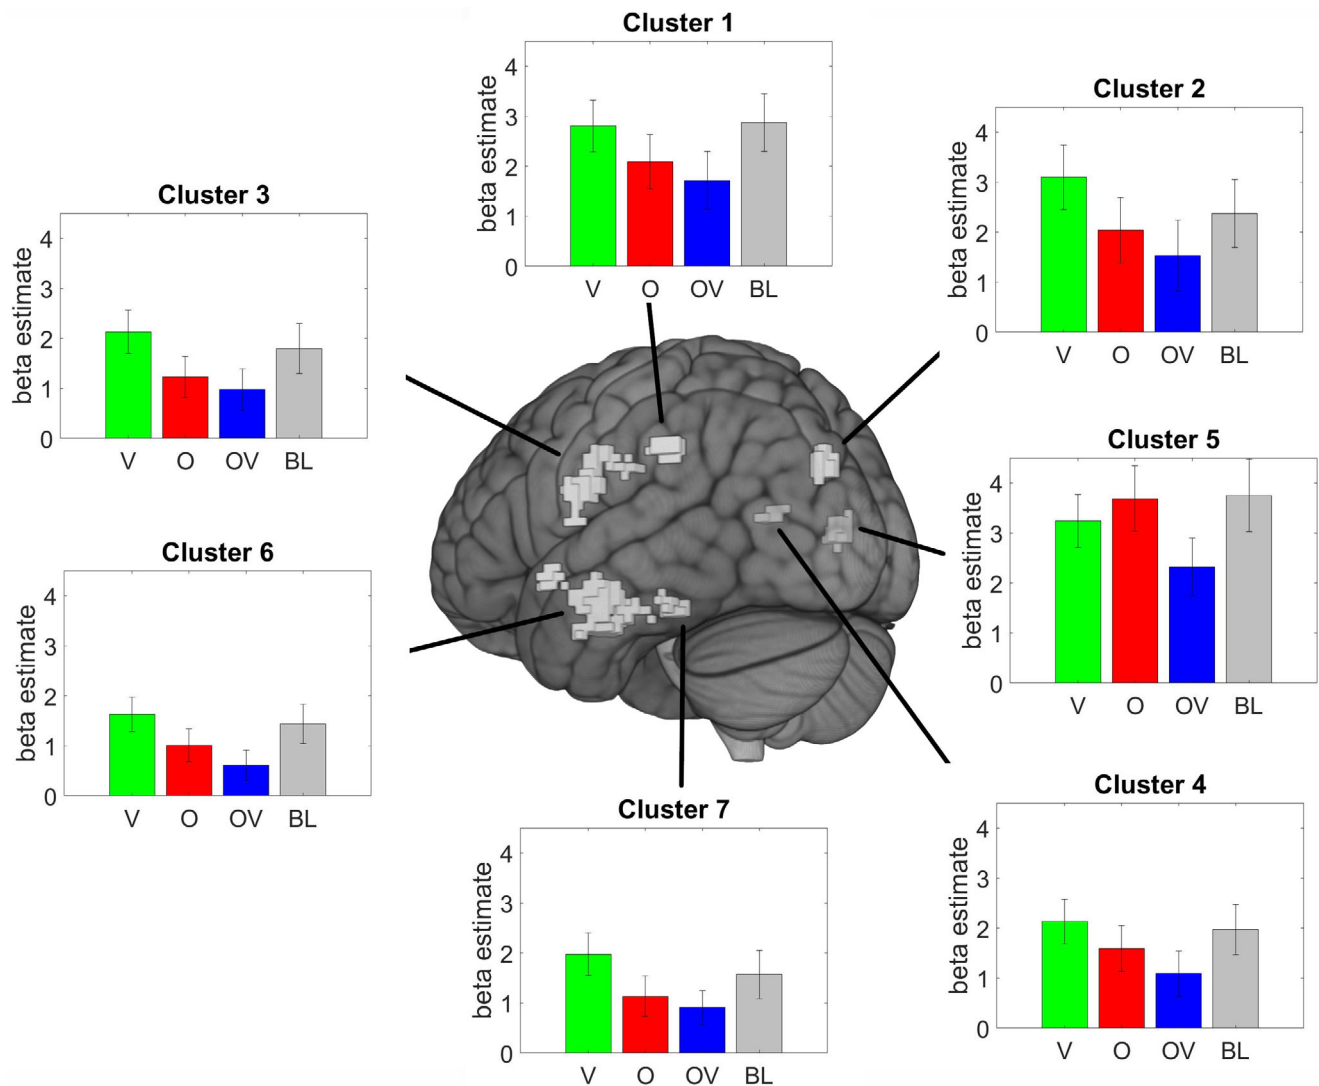 Cluster 1
beta estimate
4
3
2
1
0
V O OV BL
Cluster 2
beta estimate
4
3
2
1
0
V O OV BL
Cluster 3
beta estimate
4
3
2
1
0
V O OV BL
Cluster 5
beta estimate
4
3
2
1
0
V O OV BL
Cluster 6
beta estimate
4
3
2
1
0
V O OV BL
Cluster 7
beta estimate
4
3
2
1
0
V O OV BL
Cluster 4
beta estimate
4
3
2
1
0
V O OV BL